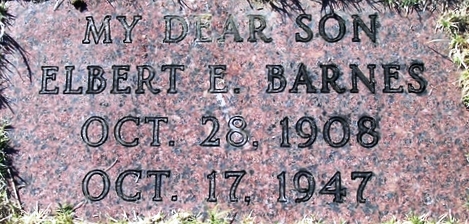 MY DEAR SON
ELBERT E. BARNES
OCT. 28, 1908
OCT. 17, 1947